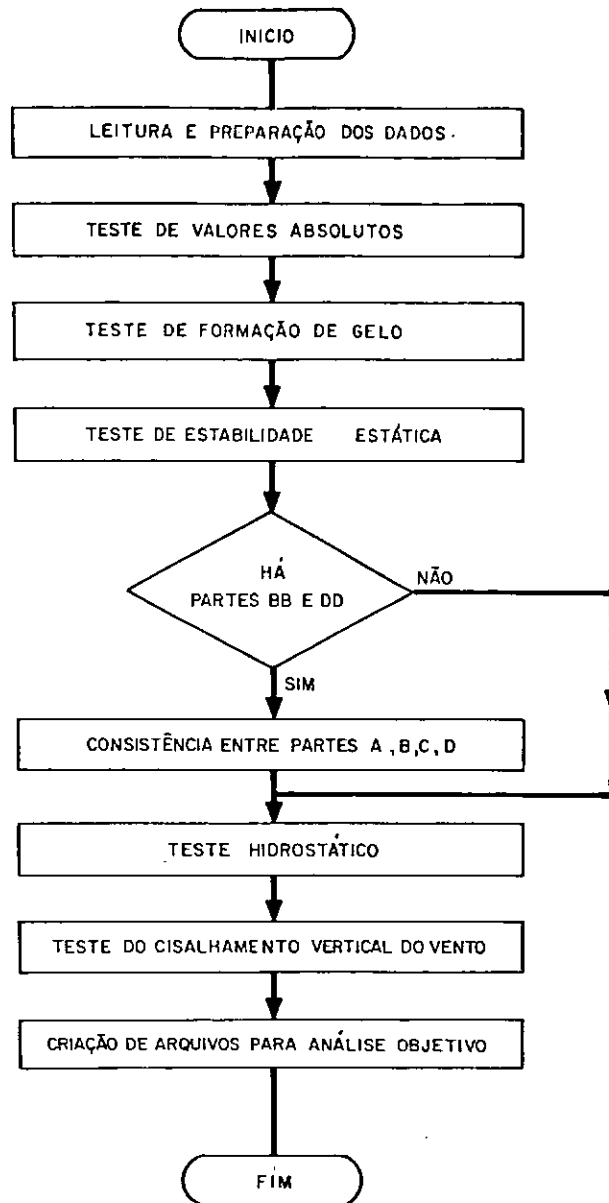 INICIO
LEITURA E PREPARAÇÃO DOS DADOS.
TESTE DE VALORES ABSOLUTOS
TESTE DE FORMAÇÃO DE GELO
TESTE DE ESTABILIDADE ESTÁTICA
HÁ
PARTES BB E DD
NÃO
SIM
CONSISTÊNCIA ENTRE PARTES A ,B,C,D
TESTE HIDROSTÁTICO
TESTE DO CISALHAMENTO VERTICAL DO VENTO
CRIAÇÃO DE ARQUIVOS PARA ANÁLISE OBJETIVO
FIM